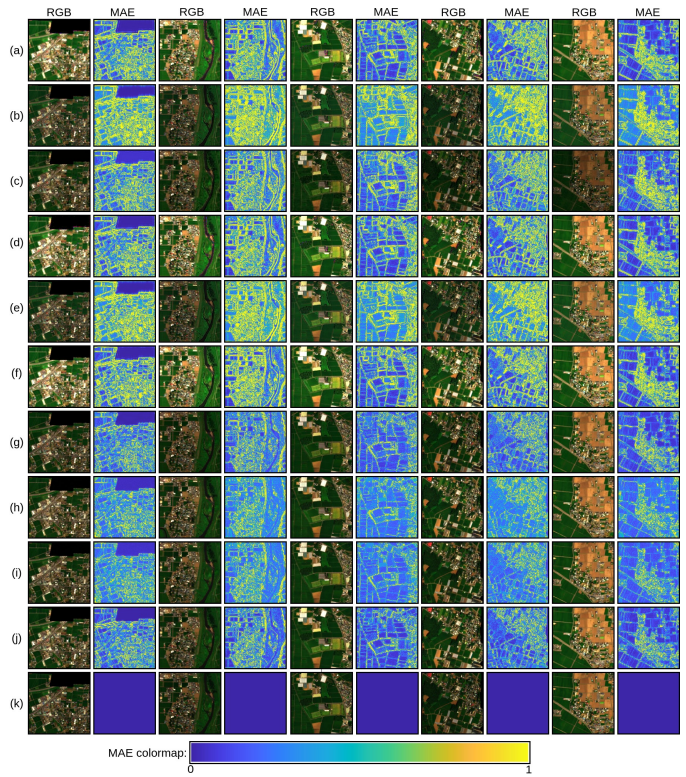 RGB MAE RGB MAE RGB MAE RGB MAE RGB MAE
(a)
(b)
(c)
(d)
(e)
(f)
(g)
(h)
(i)
(j)
(k)
MAE colormap:
0 1